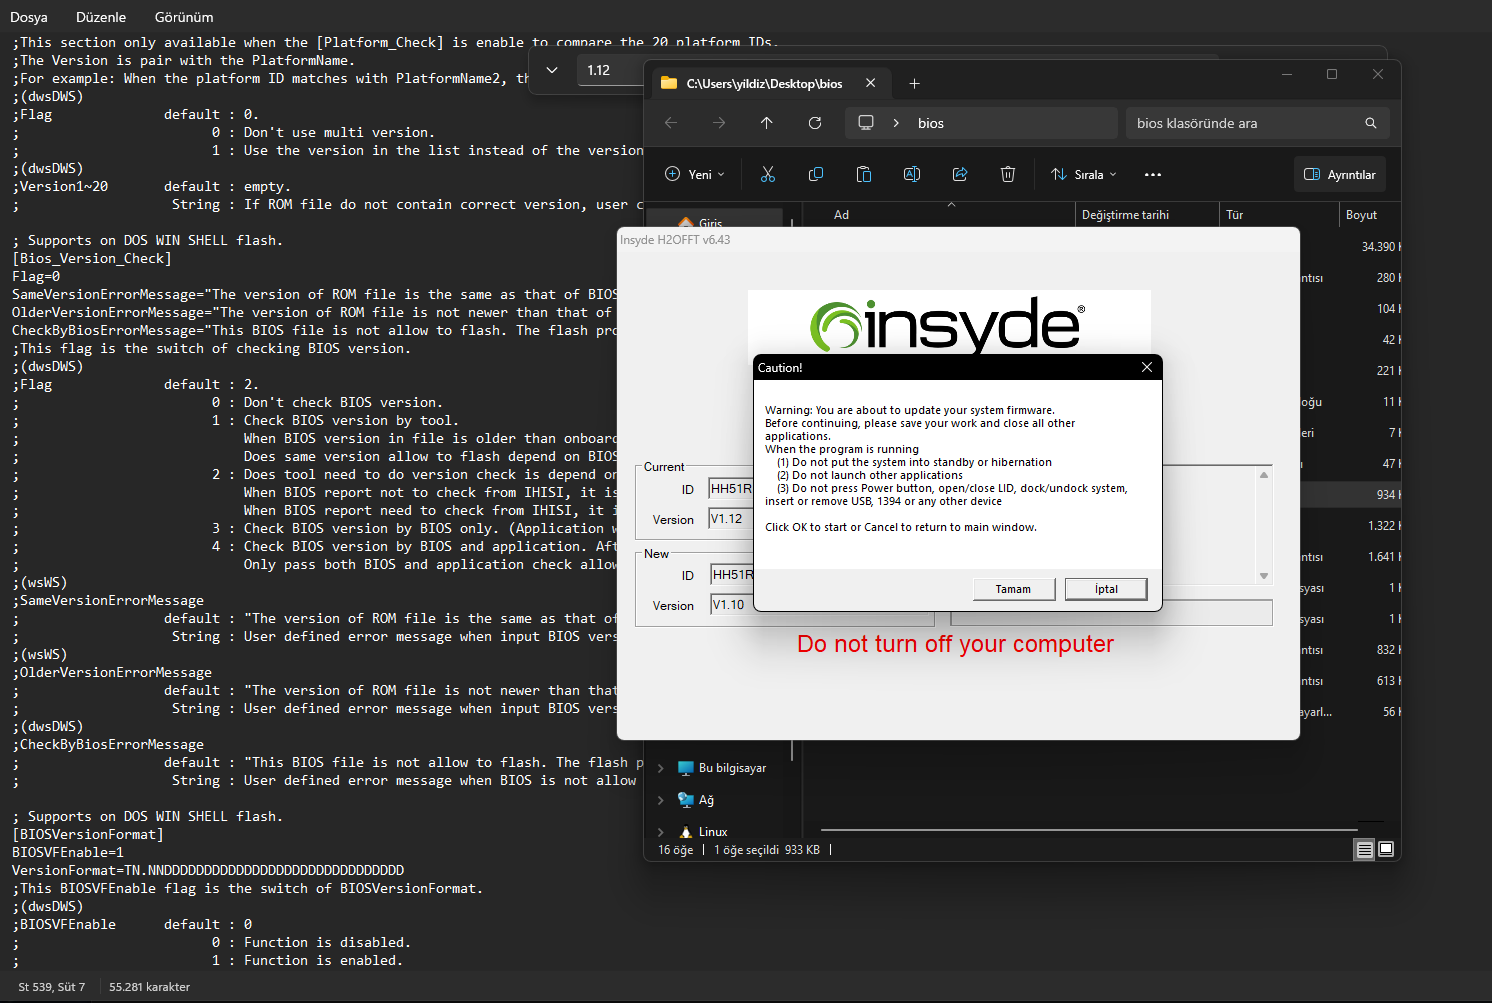 Dosya Düzenle Görünüm
;This section only available when the [Platform_Check] is enable to compare the 20 platform IDs.
;The Version is pair with the PlatformName.
;For example: When the platform ID matches with PlatformName2, th
;(dwsDWS)
;Flag default : 0.
; 0 : Don't use multi version.
; 1 : Use the version in the list instead of the version
;(dwsDWS)
;Version1~20 default : empty.
; String : If ROM file do not contain correct version, user c
; Supports on DOS WIN SHELL flash.
[Bios_Version_Check]
Flag=0
SameVersionErrorMessage="The version of ROM file is the same as that of BIOS
OlderVersionErrorMessage="The version of ROM file is not newer than that of
CheckByBiosErrorMessage="This BIOS file is not allow to flash. The flash pro
;This flag is the switch of checking BIOS version.
;(dwsDWS)
;Flag default : 2.
; 0 : Don't check BIOS version.
; 1 : Check BIOS version by tool.
; When BIOS version in file is older than onboard
; Does same version allow to flash depend on BIOS
; 2 : Does tool need to do version check is depend on
; When BIOS report not to check from IHISI, it is
; When BIOS report need to check from IHISI, it i
; 3 : Check BIOS version by BIOS only. (Application w
; 4 : Check BIOS version by BIOS and application. Aft
; Only pass both BIOS and application check allow
;(wsWS)
;SameVersionErrorMessage
; default : "The version of ROM file is the same as that of
; String : User defined error message when input BIOS vers
;(wsWS)
;OlderVersionErrorMessage
; default : "The version of ROM file is not newer than that
; String : User defined error message when input BIOS vers
;(dwsDWS)
;CheckByBiosErrorMessage
; default : "This BIOS file is not allow to flash. The flash p
; String : User defined error message when BIOS is not allow
; Supports on DOS WIN SHELL flash.
[BIOSVersionFormat]
BIOSVFEnable=1
VersionFormat=TN.NNDDDDDDDDDDDDDDDDDDDDDDDDDDDDDD
;This BIOSVFEnable flag is the switch of BIOSVersionFormat.
;(dwsDWS)
;BIOSVFEnable default : 0
; 0 : Function is disabled.
; 1 : Function is enabled.
St 539, Süt 7 55.281 karakter
1.12
C:\Users\yildiz\Desktop\bios
bios
bios klasöründe ara
Yeni
Sırala
Ayrıntılar
Giriş
Ad Değiştirme tarihi Tür Boyut
34.390
ntısı 280
104
42
221
oğu 11
eri 7
47
934
1.322
ntısı 1.641
syası 1
syası 1
ntısı 832
ntısı 613
ayarl... 56
Bu bilgisayar
Ağ
Linux
16 öğe 1 öğe seçildi 933 KB
Insyde H2OFFT v6.43
insyde®
Current
ID HH51R
Version V1.12
New
ID HH51R
Version V1.10
Do not turn off your computer
Caution!
Warning: You are about to update your system firmware.
Before continuing, please save your work and close all other
applications.
When the program is running
(1) Do not put the system into standby or hibernation
(2) Do not launch other applications
(3) Do not press Power button, open/close LID, dock/undock system,
insert or remove USB, 1394 or any other device
Click OK to start or Cancel to return to main window.
Tamam İptal